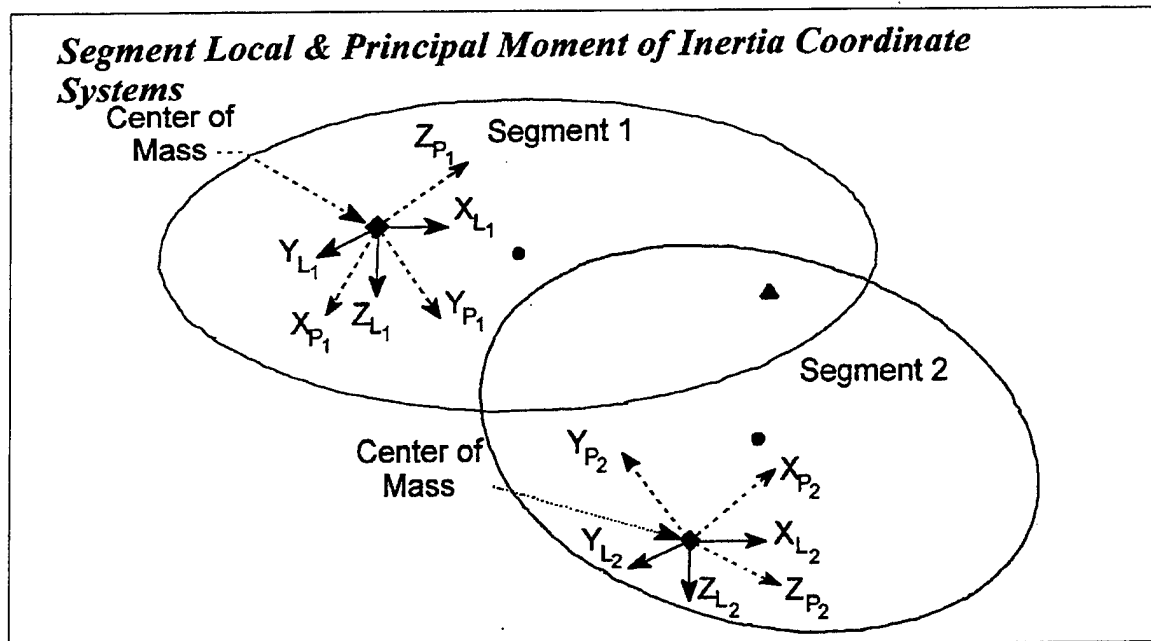 Segment Local & Principal Moment of Inertia Coordinate
Systems
Center of
Mass
Segment 1
Z_P1
X_L1
Y_L1
X_P1
Z_L1
Y_P1
Segment 2
Center of
Mass
Y_P2
X_P2
Y_L2
X_L2
Z_L2
Z_P2